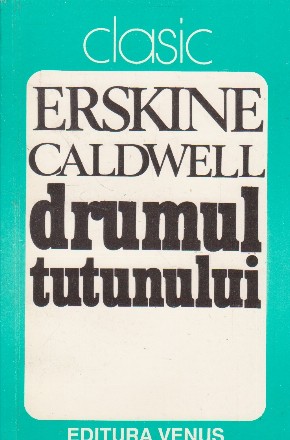 clasic
ERSKINE
CALDWELL
drumul
tutunului
EDITURA VENUS